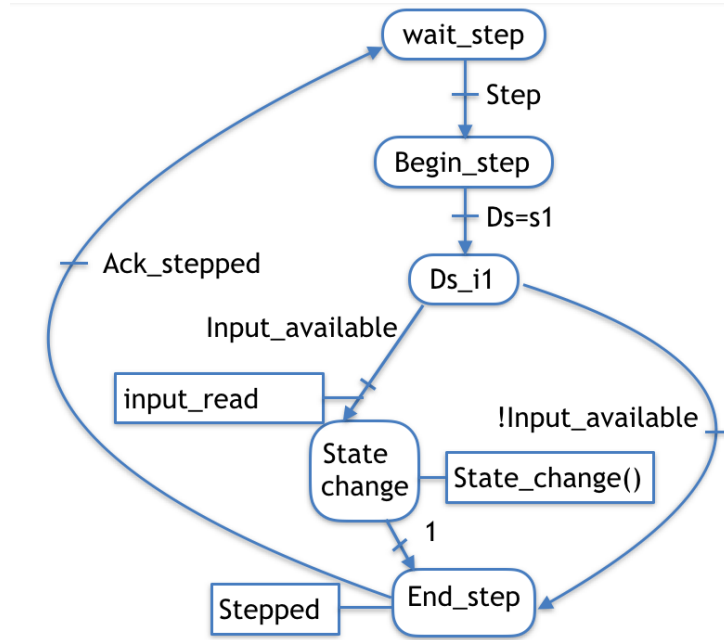 wait_step
Step
Begin_step
Ds=s1
Ack_stepped
Ds_i1
Input_available
input_read
!Input_available
State
change
State_change()
1
End_step
Stepped